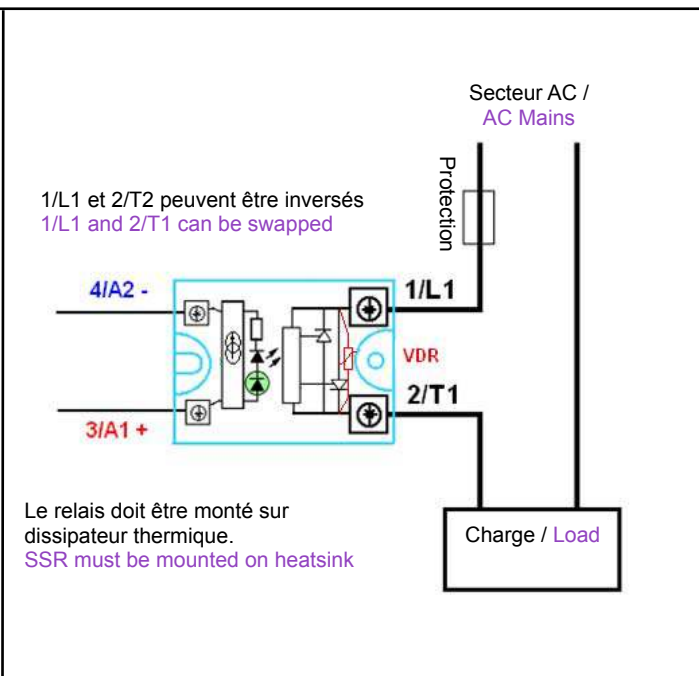 Secteur AC /
AC Mains
Protection
1/L1 et 2/T2 peuvent être inversés
1/L1 and 2/T1 can be swapped
4/A2 -
1/L1
VDR
2/T1
3/A1 +
Le relais doit être monté sur
dissipateur thermique.
SSR must be mounted on heatsink
Charge / Load